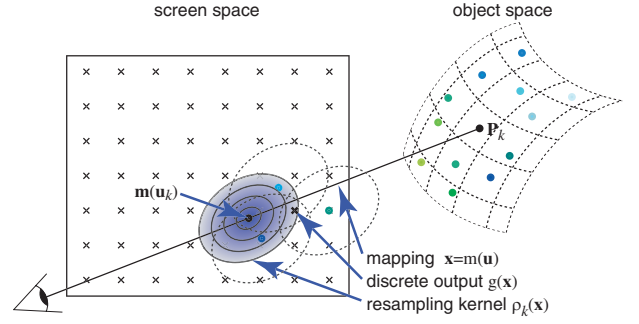 screen space
object space
P_k
m(u_k)
mapping x=m(u)
discrete output g(x)
resampling kernel ρ_k(x)